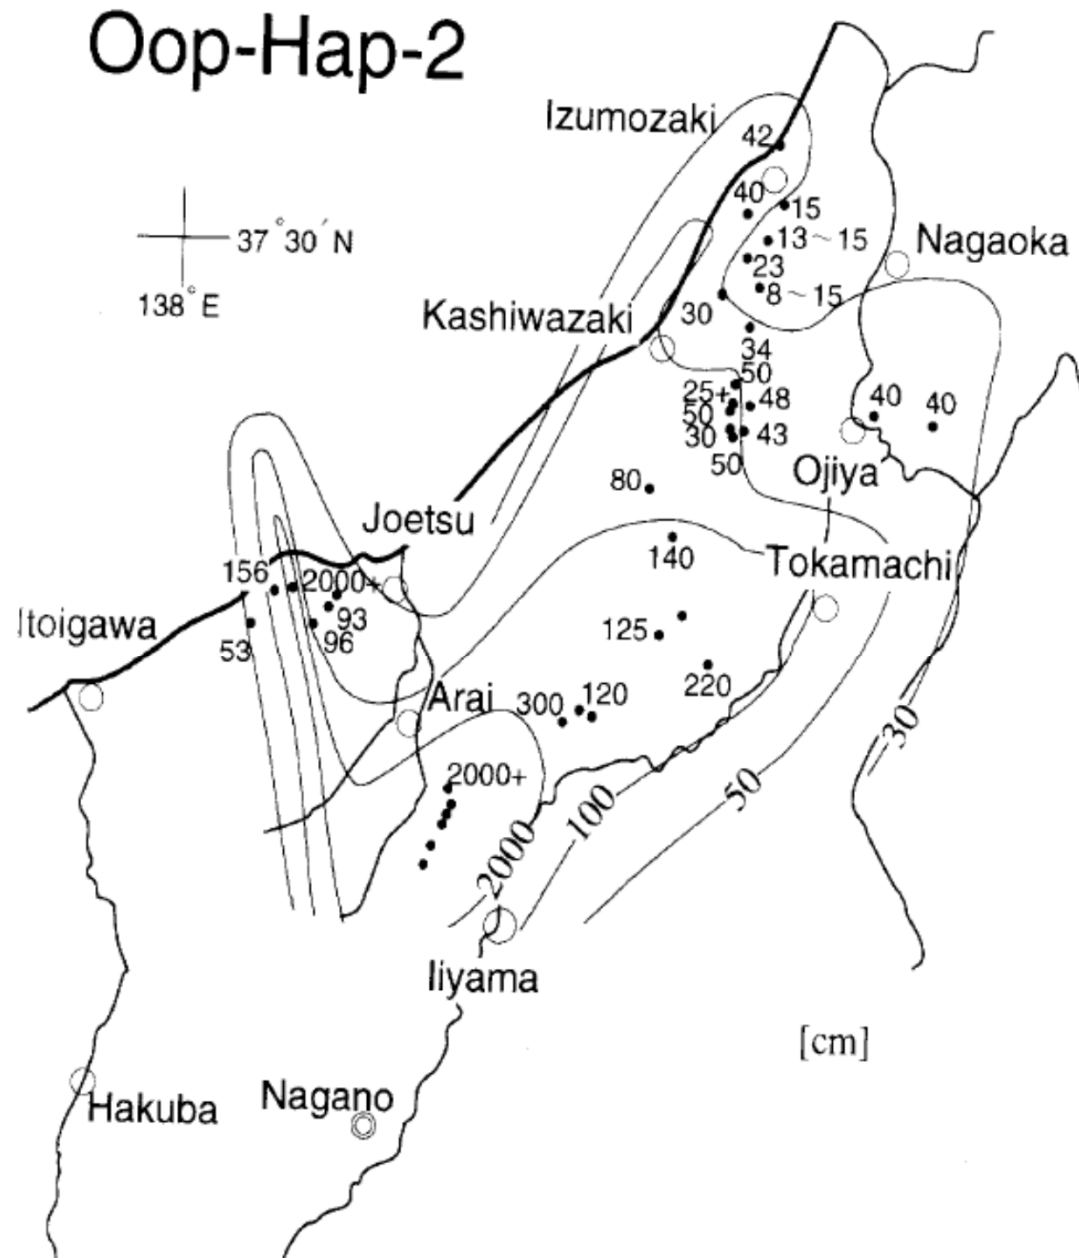 Oop-Hap-2
Izumozaki
42
40
15
37°30′N
13~15
Nagaoka
23
138°E
8~15
Kashiwazaki
30
34
50
25+
48
40
40
50
30
43
50
Ojiya
80
Joetsu
140
Tokamachi
156
2000+
93
Itoigawa
125
96
53
220
Arai
300
120
30
2000+
50
100
2000
Iiyama
[cm]
Nagano
Hakuba